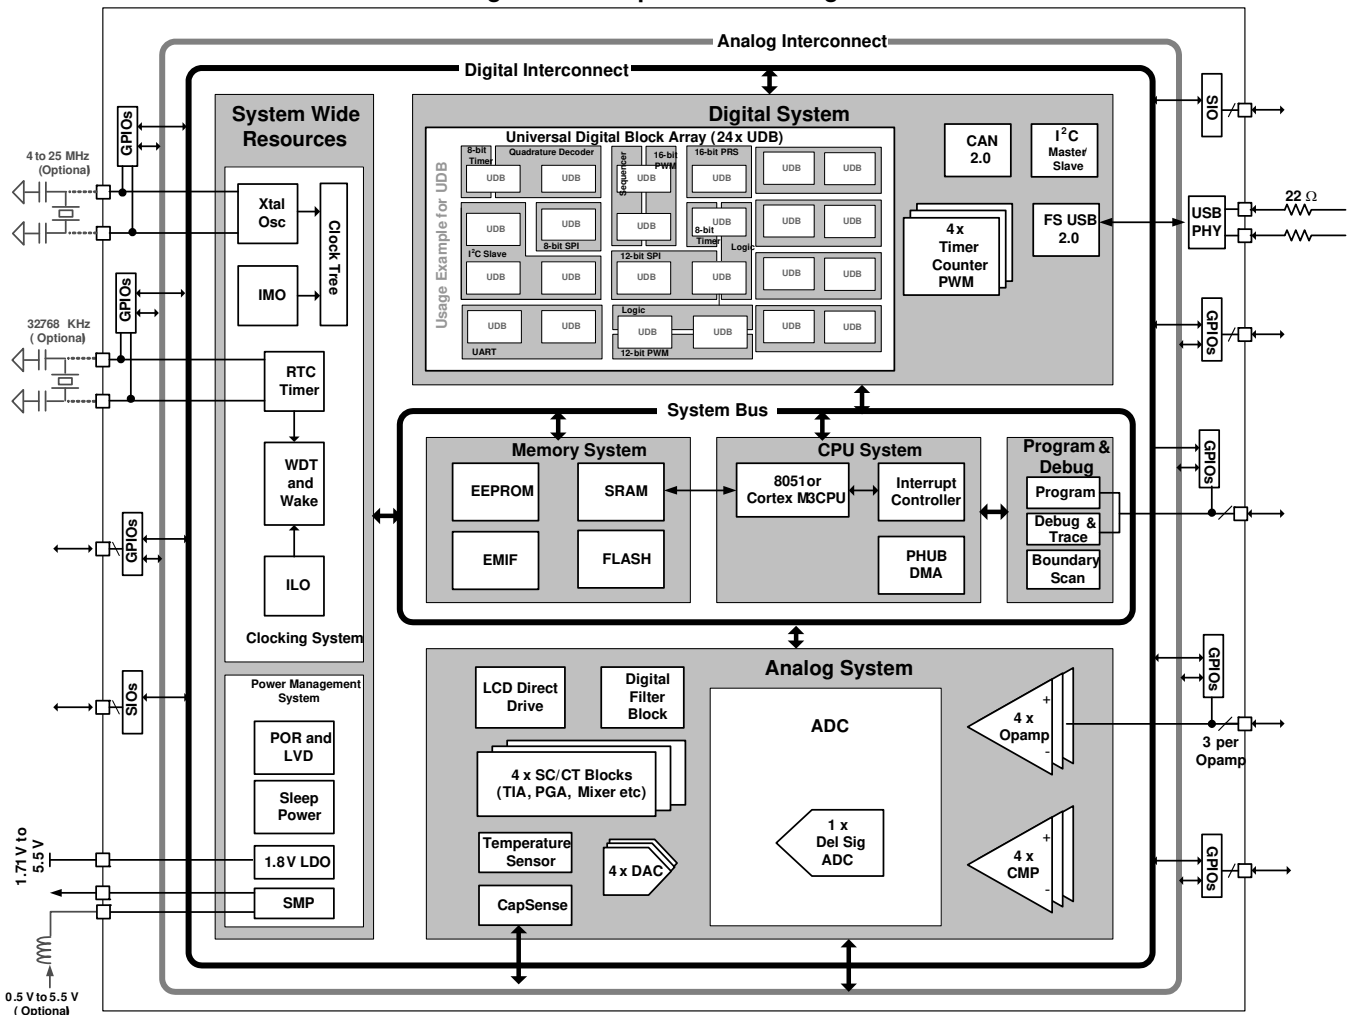 Analog Interconnect
Digital Interconnect
System Wide
Resources
Digital System
Universal Digital Block Array (24 x UDB)
Usage Example for UDB
8-bit
Timer
Quadrature Decoder
Sequencer
16-bit
PWM
16-bit PRS
UDB
UDB
UDB
UDB
UDB
UDB
UDB
UDB
UDB
UDB
8-bit
Timer
UDB
UDB
I2C Slave
8-bit SPI
12-bit SPI
Logic
UDB
UDB
UDB
UDB
UDB
UDB
Logic
UDB
UDB
UDB
UDB
UDB
UDB
UART
12-bit PWM
CAN
2.0
I2C
Master/
Slave
4 x
Timer
Counter
PWM
FS USB
2.0
SIO
USB
PHY
22 Ω
GPIOs
GPIOs
GPIOs
3 per
Opamp
GPIOs
GPIOs
4 to 25 MHz
(Optional)
GPIOs
32768 KHz
(Optional)
GPIOs
SIOs
1.71 V to
5.5 V
0.5 V to 5.5 V
(Optional)
Xtal
Osc
Clock Tree
IMO
RTC
Timer
WDT
and
Wake
ILO
Clocking System
Power Management
System
POR and
LVD
Sleep
Power
1.8V LDO
SMP
System Bus
Memory System
EEPROM
SRAM
EMIF
FLASH
CPU System
8051 or
Cortex M3 CPU
Interrupt
Controller
PHUB
DMA
Program &
Debug
Program
Debug &
Trace
Boundary
Scan
Analog System
LCD Direct
Drive
Digital
Filter
Block
4 x SC/CT Blocks
(TIA, PGA, Mixer etc)
Temperature
Sensor
4 x DAC
CapSense
ADC
1 x
Del Sig
ADC
+
4 x
Opamp
-
+
4 x
CMP
-